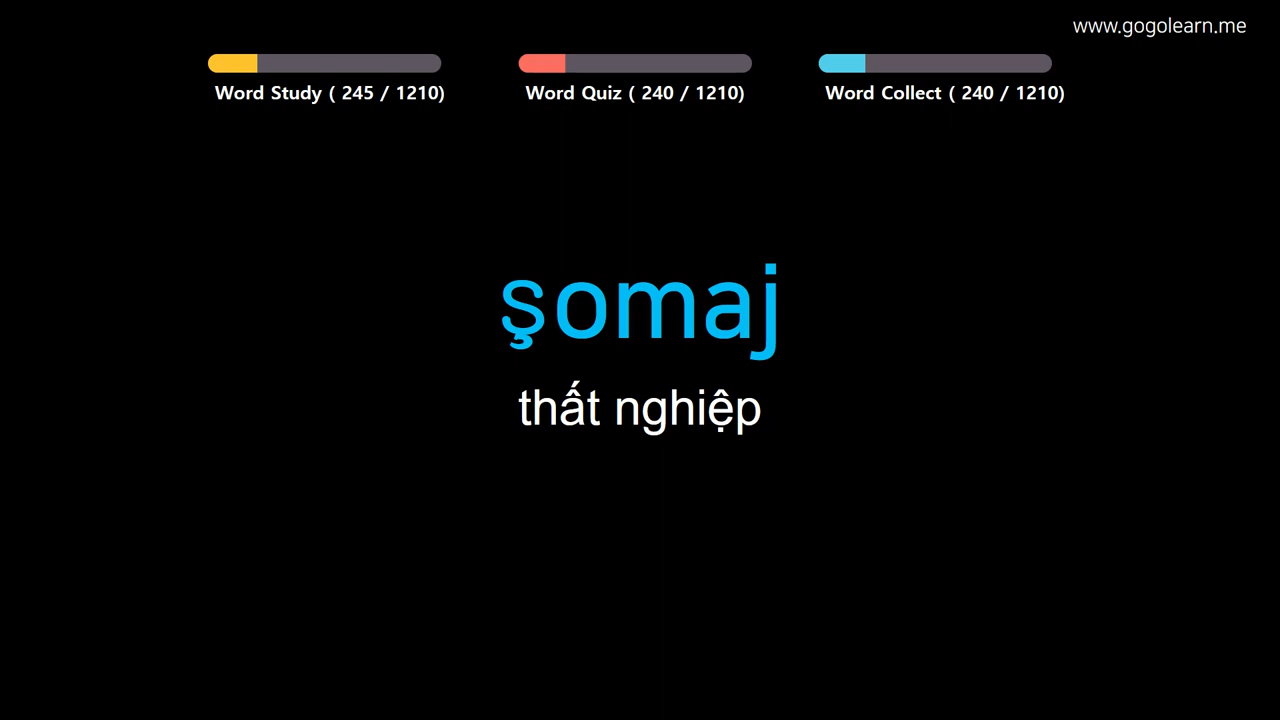 www.gogolearn.me
Word Study ( 245 / 1210)
Word Quiz ( 240 / 1210)
Word Collect ( 240 / 1210)
şomaj
thất nghiệp